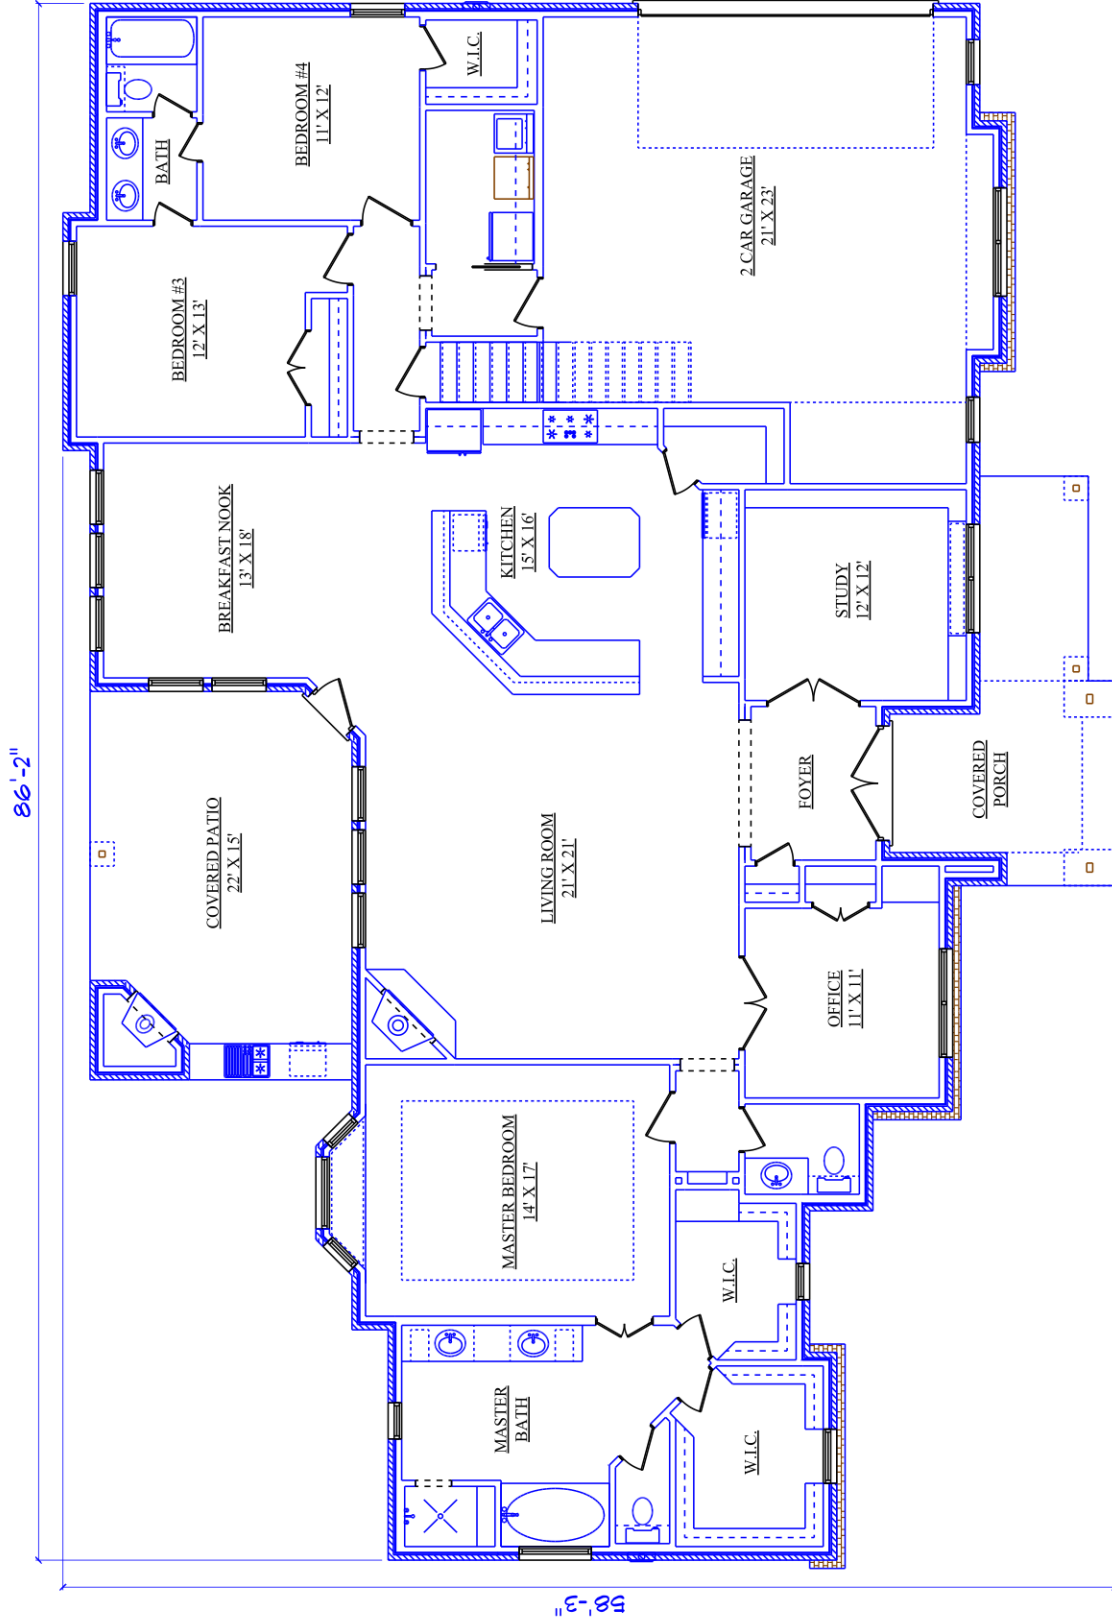 86'-2"
58'-3"
BATH
BEDROOM #4
11' X 12'
W.I.C.
BEDROOM #3
12' X 13'
2 CAR GARAGE
21' X 23'
BREAKFAST NOOK
13' X 18'
KITCHEN
15' X 16'
STUDY
12' X 12'
COVERED PATIO
22' X 15'
LIVING ROOM
21' X 21'
FOYER
COVERED
PORCH
OFFICE
11' X 11'
MASTER BEDROOM
14' X 17'
W.I.C.
MASTER
BATH
W.I.C.